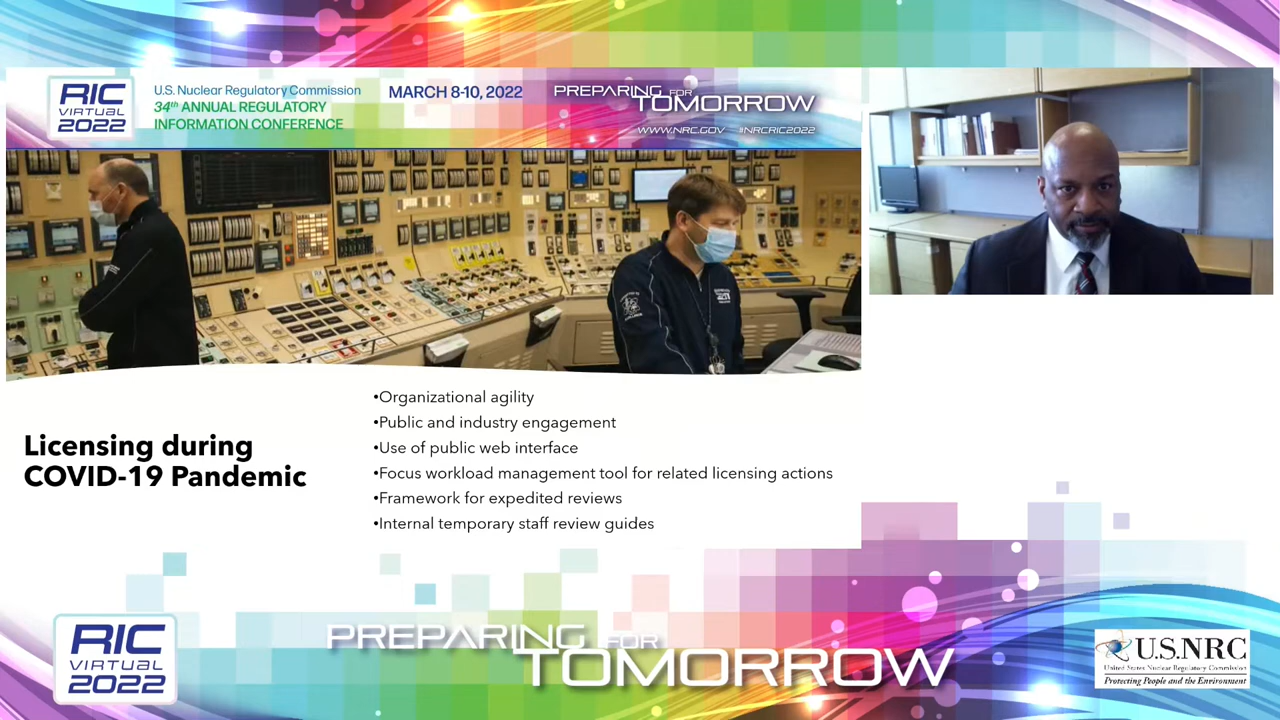 RIC
VIRTUAL
2022
U.S. Nuclear Regulatory Commission
34th ANNUAL REGULATORY
INFORMATION CONFERENCE
MARCH 8-10, 2022
PREPARING FOR
TOMORROW
WWW.NRC.GOV #NRCRIC2022
Licensing during
COVID-19 Pandemic
•Organizational agility
•Public and industry engagement
•Use of public web interface
•Focus workload management tool for related licensing actions
•Framework for expedited reviews
•Internal temporary staff review guides
RIC
VIRTUAL
2022
PREPARING FOR
TOMORROW
U.S.NRC
United States Nuclear Regulatory Commission
Protecting People and the Environment